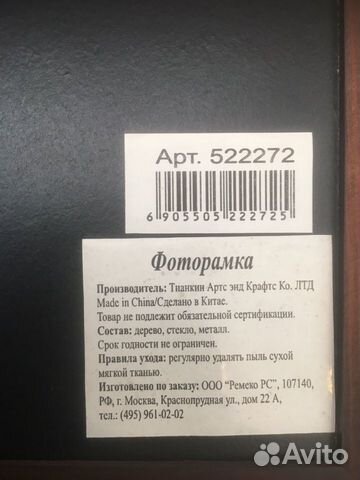 Арт. 522272
6 905505 222725
Фоторамка
Производитель: Тианкин Артс энд Крафтс Ко. ЛТД
Made in China/Сделано в Китае.
Товар не подлежит обязательной сертификации.
Состав: дерево, стекло, металл.
Срок годности не ограничен.
Правила ухода: регулярно удалять пыль сухой
мягкой тканью.
Изготовлено по заказу: ООО "Ремеко РС", 107140,
РФ, г. Москва, Краснопрудная ул., дом 22 А,
тел.: (495) 961-02-02
Avito